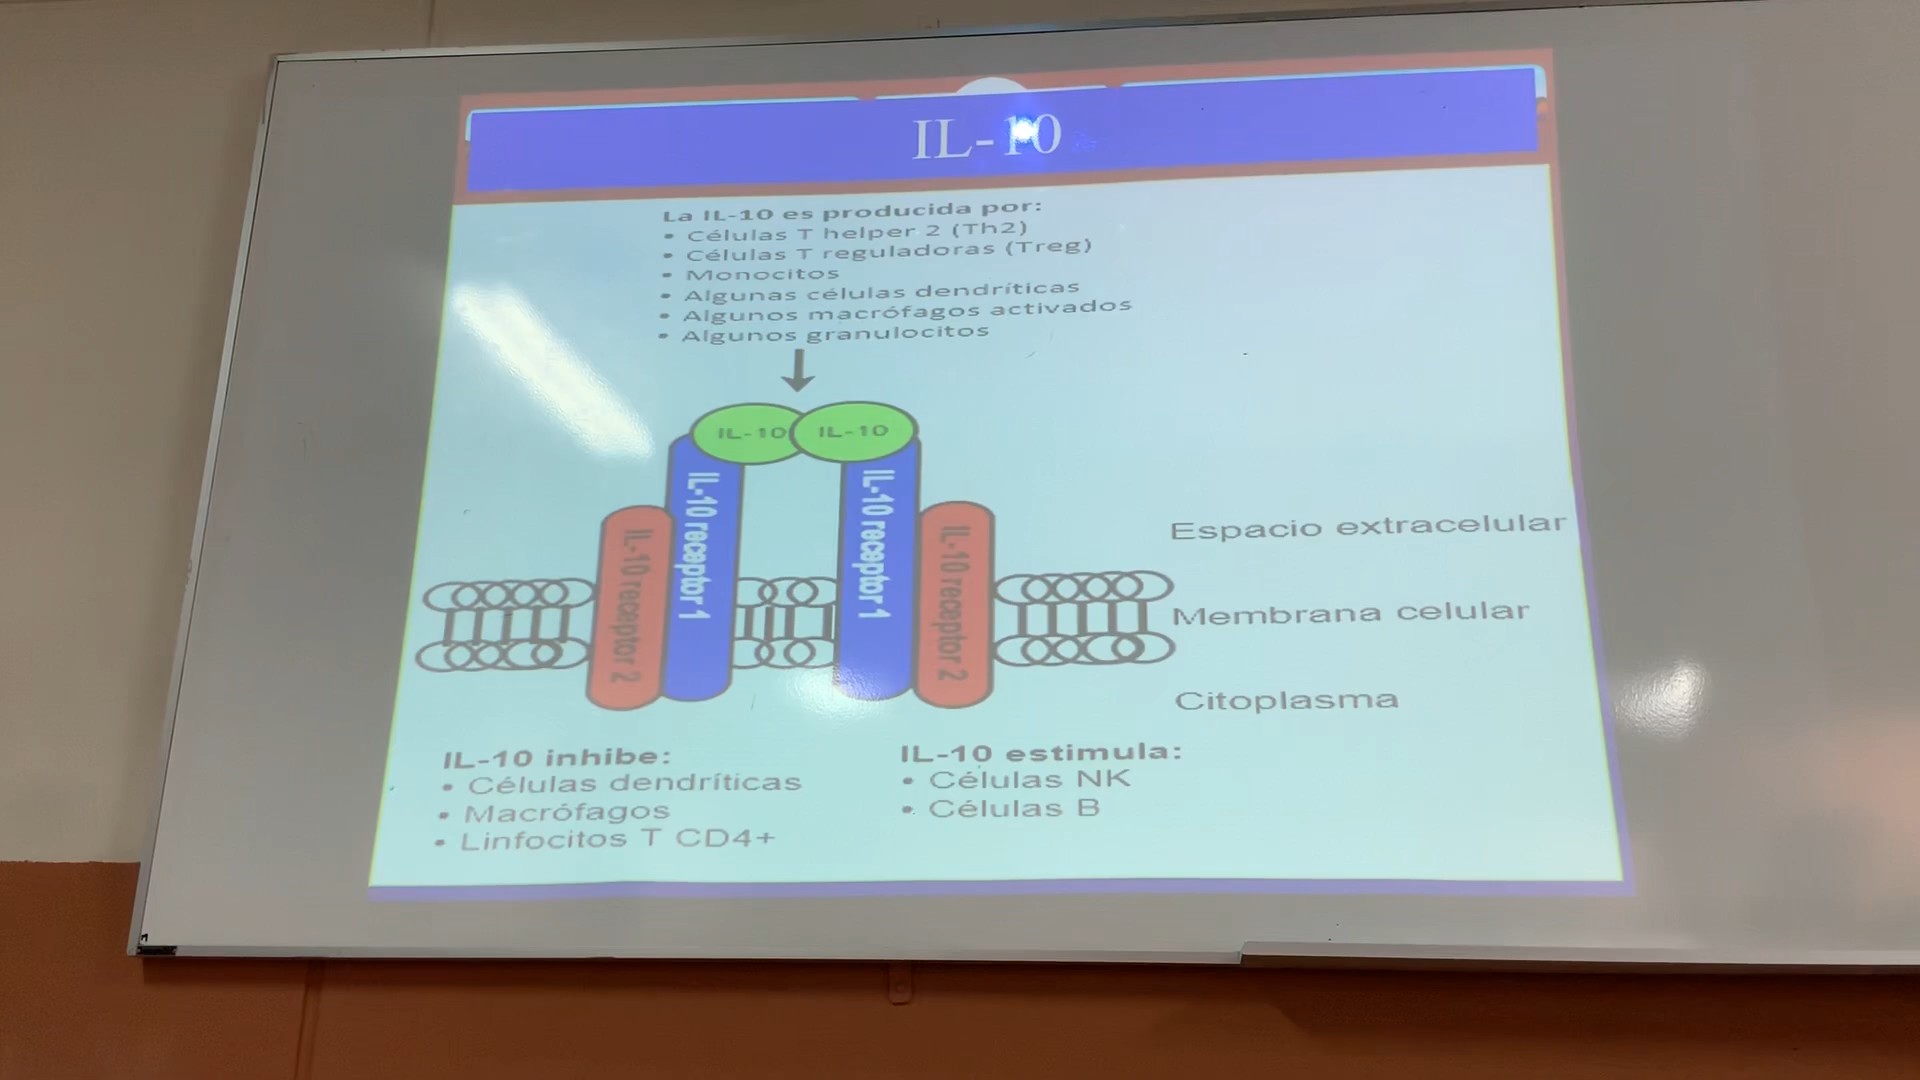 IL-10
La IL-10 es producida por:
• Células T helper 2 (Th2)
• Células T reguladoras (Treg)
• Monocitos
• Algunas células dendríticas
• Algunos macrófagos activados
• Algunos granulocitos
IL-10 IL-10
IL-10 receptor 2
IL-10 receptor 1
IL-10 receptor 1
IL-10 receptor 2
Espacio extracelular
Membrana celular
Citoplasma
IL-10 inhibe:
• Células dendríticas
• Macrófagos
• Linfocitos T CD4+
IL-10 estimula:
• Células NK
• Células B